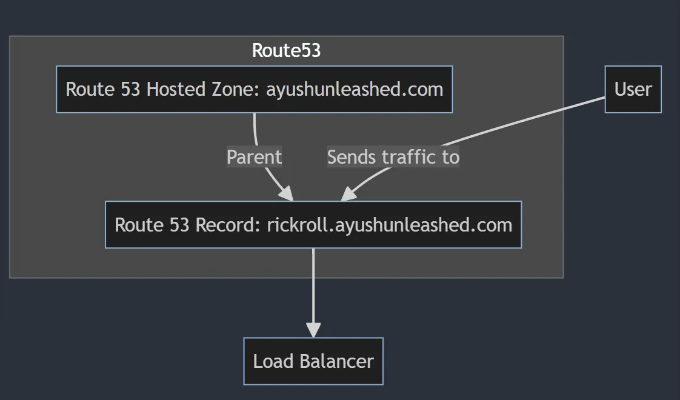 Route53
Route 53 Hosted Zone: ayushunleashed.com
User
Parent
Sends traffic to
Route 53 Record: rickroll.ayushunleashed.com
Load Balancer